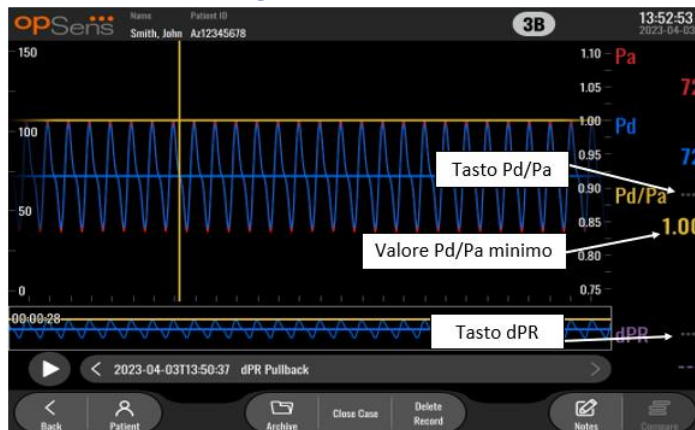 opSens
Name
Patient ID
Smith, John
Az12345678
3B
13:52:53
2023-04-03
150
100
50
0
1.10
1.05
1.00
0.95
0.90
0.85
0.80
0.75
Pa
72
Pd
72
Tasto Pd/Pa
Pd/Pa
---
Valore Pd/Pa minimo
1.00
00:00:28
Tasto dPR
dPR
---
--
2023-04-03T13:50:37 dPR Pullback
Back
Patient
Archive
Close Case
Delete
Record
Notes
Compare